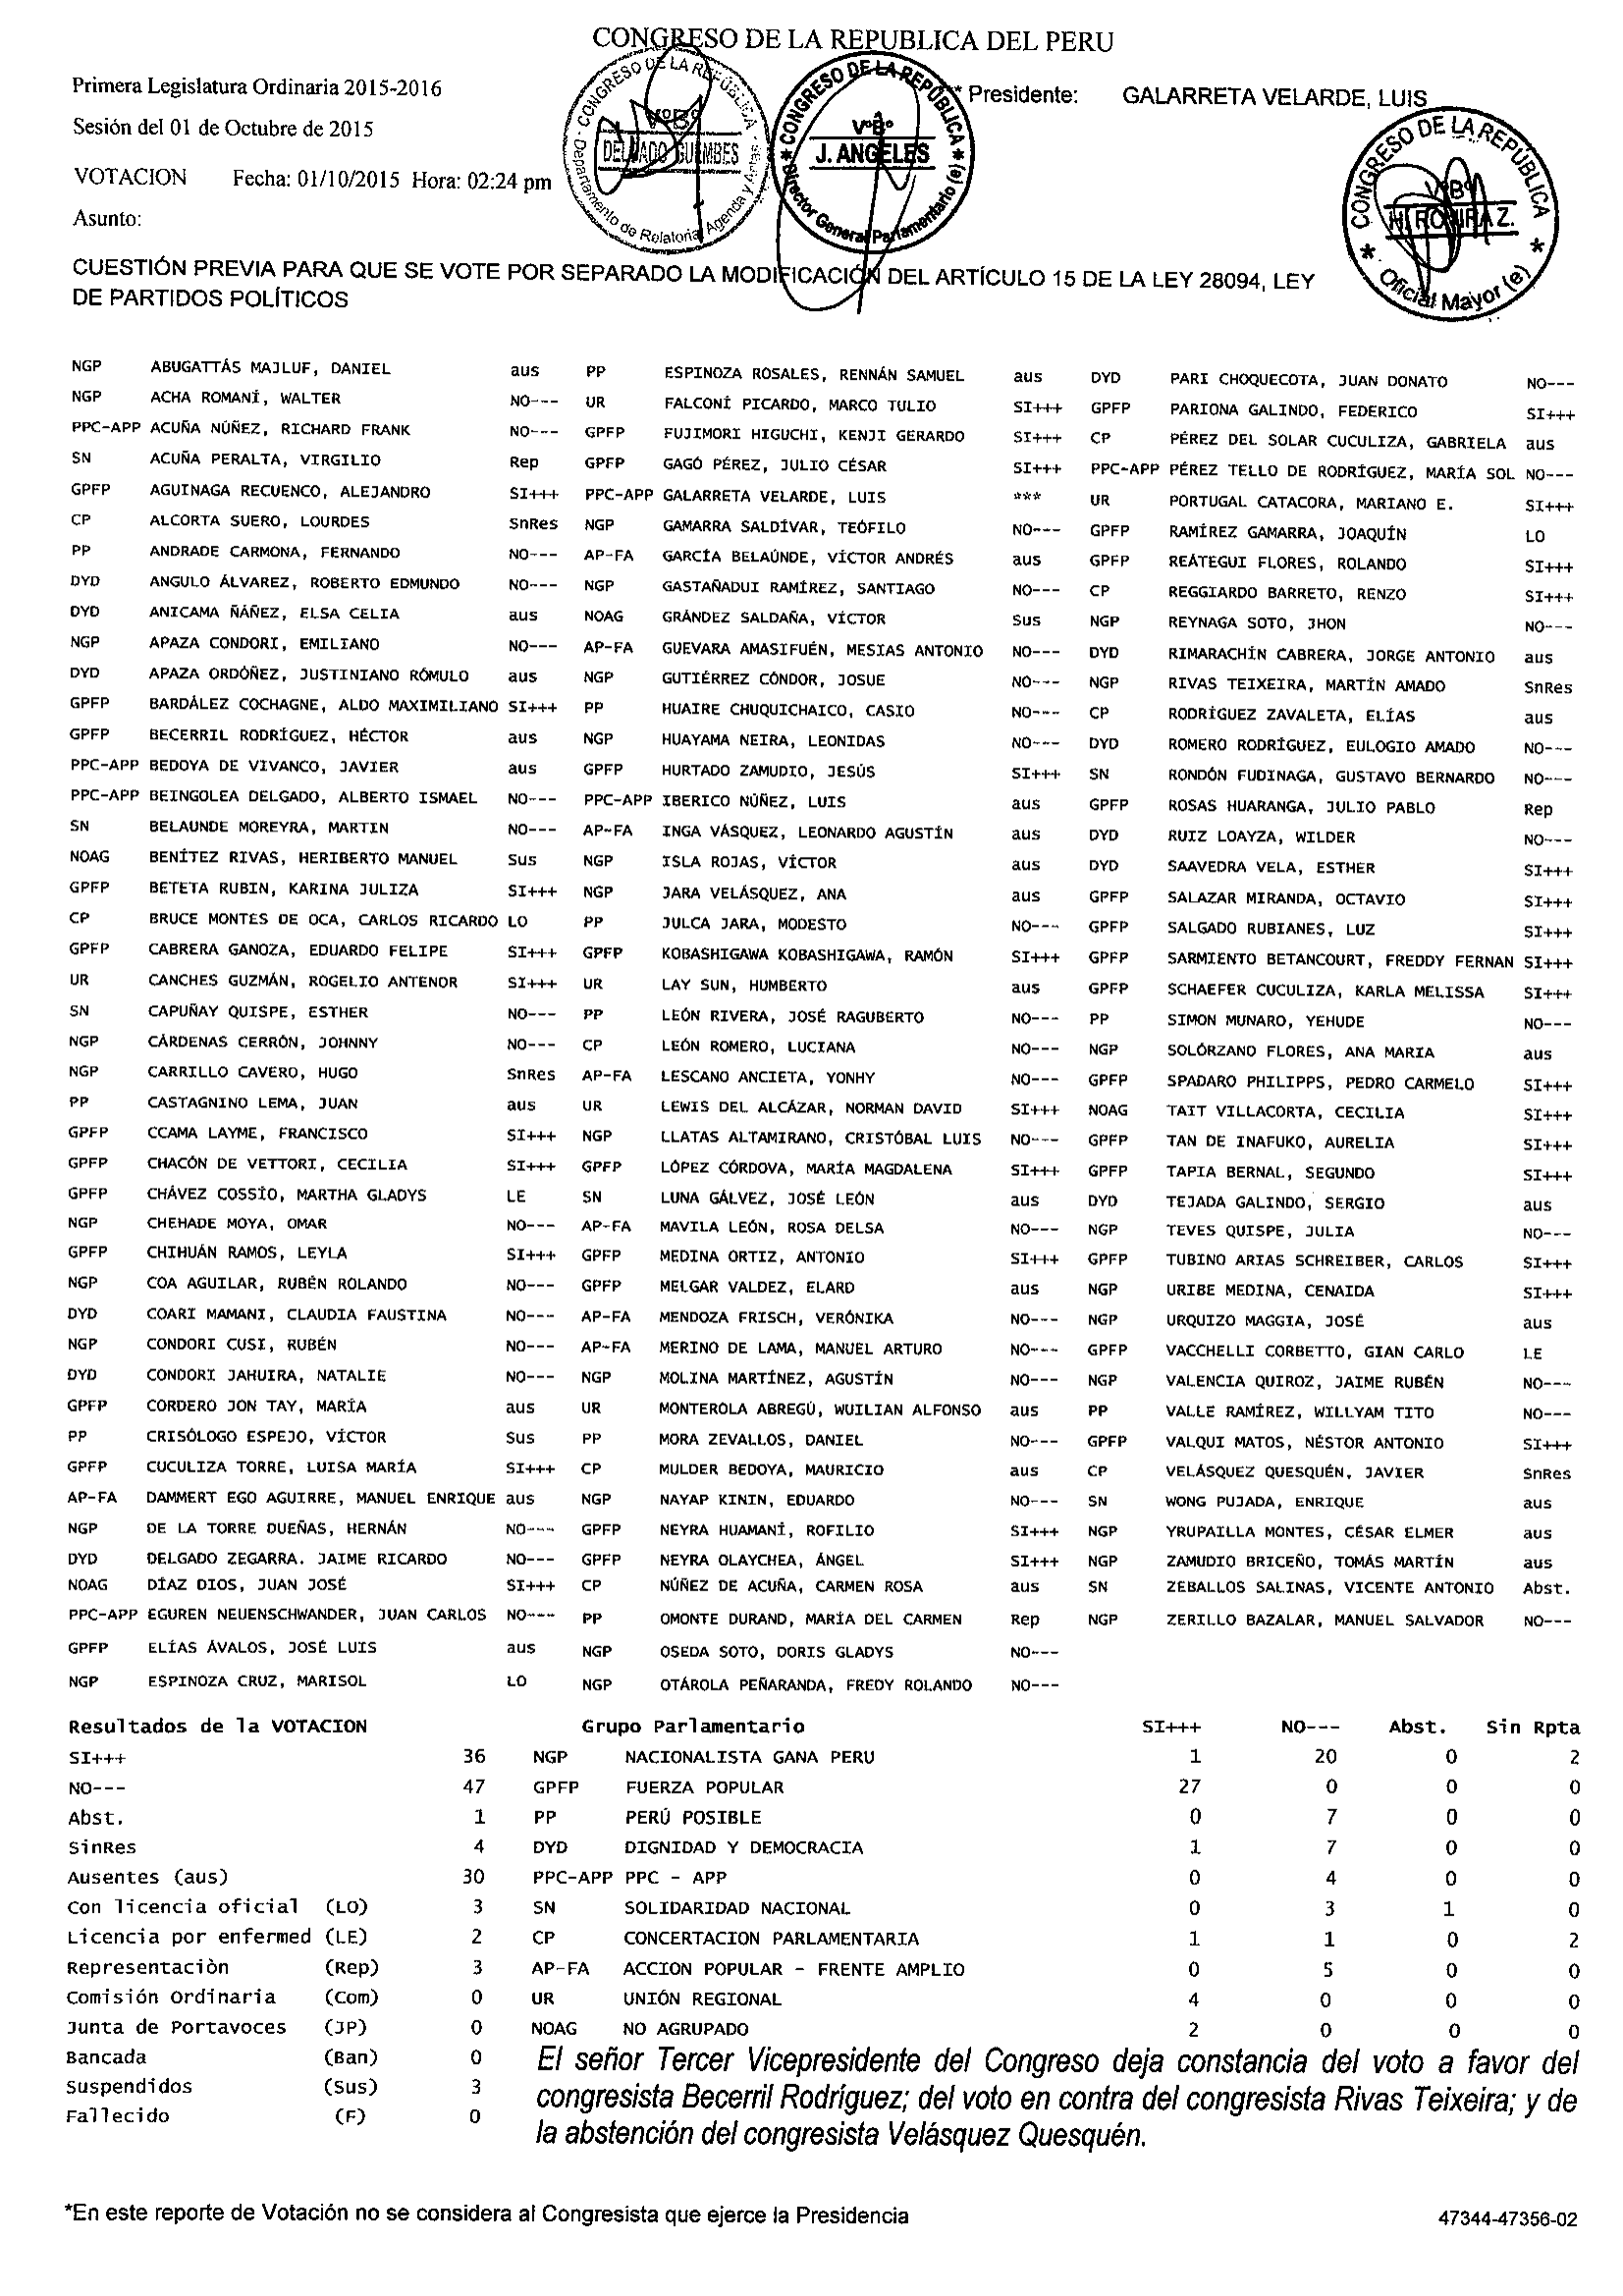 CONGRESO DE LA REPUBLICA DEL PERU
Primera Legislatura Ordinaria 2015-2016
* Presidente: GALARRETA VELARDE, LUIS
Sesión del 01 de Octubre de 2015
VOTACION Fecha: 01/10/2015 Hora: 02:24 pm
Asunto:
CONGRESO DE LA REPÚBLICA
VºBº
Departamento de Relatoria Agenda y Actas
CONGRESO DE LA REPÚBLICA
VºBº
J. ANGELES
Director General Parlamentario (e)
CONGRESO DE LA REPÚBLICA
VºBº
Oficial Mayor (e)
CUESTIÓN PREVIA PARA QUE SE VOTE POR SEPARADO LA MODIFICACIÓN DEL ARTÍCULO 15 DE LA LEY 28094, LEY
DE PARTIDOS POLÍTICOS
NGP ABUGATTÁS MAJLUF, DANIEL aus
NGP ACHA ROMANÍ, WALTER NO---
PPC-APP ACUÑA NÚÑEZ, RICHARD FRANK NO---
SN ACUÑA PERALTA, VIRGILIO Rep
GPFP AGUINAGA RECUENCO, ALEJANDRO SI+++
CP ALCORTA SUERO, LOURDES SnRes
PP ANDRADE CARMONA, FERNANDO NO---
DYD ANGULO ÁLVAREZ, ROBERTO EDMUNDO NO---
DYD ANICAMA ÑÁÑEZ, ELSA CELIA aus
NGP APAZA CONDORI, EMILIANO NO---
DYD APAZA ORDÓÑEZ, JUSTINIANO RÓMULO aus
GPFP BARDÁLEZ COCHAGNE, ALDO MAXIMILIANO SI+++
GPFP BECERRIL RODRÍGUEZ, HÉCTOR aus
PPC-APP BEDOYA DE VIVANCO, JAVIER aus
PPC-APP BEINGOLEA DELGADO, ALBERTO ISMAEL NO---
SN BELAUNDE MOREYRA, MARTIN NO---
NOAG BENÍTEZ RIVAS, HERIBERTO MANUEL Sus
GPFP BETETA RUBIN, KARINA JULIZA SI+++
CP BRUCE MONTES DE OCA, CARLOS RICARDO LO
GPFP CABRERA GANOZA, EDUARDO FELIPE SI+++
UR CANCHES GUZMÁN, ROGELIO ANTENOR SI+++
SN CAPUÑAY QUISPE, ESTHER NO---
NGP CÁRDENAS CERRÓN, JOHNNY NO---
NGP CARRILLO CAVERO, HUGO SnRes
PP CASTAGNINO LEMA, JUAN aus
GPFP CCAMA LAYME, FRANCISCO SI+++
GPFP CHACÓN DE VETTORI, CECILIA SI+++
GPFP CHÁVEZ COSSÍO, MARTHA GLADYS LE
NGP CHEHADE MOYA, OMAR NO---
GPFP CHIHUÁN RAMOS, LEYLA SI+++
NGP COA AGUILAR, RUBÉN ROLANDO NO---
DYD COARI MAMANI, CLAUDIA FAUSTINA NO---
NGP CONDORI CUSI, RUBÉN NO---
DYD CONDORI JAHUIRA, NATALIE NO---
GPFP CORDERO JON TAY, MARÍA aus
PP CRISÓLOGO ESPEJO, VÍCTOR Sus
GPFP CUCULIZA TORRE, LUISA MARÍA SI+++
AP-FA DAMMERT EGO AGUIRRE, MANUEL ENRIQUE aus
NGP DE LA TORRE DUEÑAS, HERNÁN NO---
DYD DELGADO ZEGARRA. JAIME RICARDO NO---
NOAG DÍAZ DIOS, JUAN JOSÉ SI+++
PPC-APP EGUREN NEUENSCHWANDER, JUAN CARLOS NO---
GPFP ELÍAS ÁVALOS, JOSÉ LUIS aus
NGP ESPINOZA CRUZ, MARISOL LO
PP ESPINOZA ROSALES, RENNÁN SAMUEL aus
UR FALCONÍ PICARDO, MARCO TULIO SI+++
GPFP FUJIMORI HIGUCHI, KENJI GERARDO SI+++
GPFP GAGÓ PÉREZ, JULIO CÉSAR SI+++
PPC-APP GALARRETA VELARDE, LUIS ***
NGP GAMARRA SALDÍVAR, TEÓFILO NO---
AP-FA GARCÍA BELAÚNDE, VÍCTOR ANDRÉS aus
NGP GASTAÑADUI RAMÍREZ, SANTIAGO NO---
NOAG GRÁNDEZ SALDAÑA, VÍCTOR Sus
AP-FA GUEVARA AMASIFUÉN, MESIAS ANTONIO NO---
NGP GUTIÉRREZ CÓNDOR, JOSUE NO---
PP HUAIRE CHUQUICHAICO, CASIO NO---
NGP HUAYAMA NEIRA, LEONIDAS NO---
GPFP HURTADO ZAMUDIO, JESÚS SI+++
PPC-APP IBERICO NÚÑEZ, LUIS aus
AP-FA INGA VÁSQUEZ, LEONARDO AGUSTÍN aus
NGP ISLA ROJAS, VÍCTOR aus
NGP JARA VELÁSQUEZ, ANA aus
PP JULCA JARA, MODESTO NO---
GPFP KOBASHIGAWA KOBASHIGAWA, RAMÓN SI+++
UR LAY SUN, HUMBERTO aus
PP LEÓN RIVERA, JOSÉ RAGUBERTO NO---
CP LEÓN ROMERO, LUCIANA NO---
AP-FA LESCANO ANCIETA, YONHY NO---
UR LEWIS DEL ALCÁZAR, NORMAN DAVID SI+++
NGP LLATAS ALTAMIRANO, CRISTÓBAL LUIS NO---
GPFP LÓPEZ CÓRDOVA, MARÍA MAGDALENA SI+++
SN LUNA GÁLVEZ, JOSÉ LEÓN aus
AP-FA MAVILA LEÓN, ROSA DELSA NO---
GPFP MEDINA ORTIZ, ANTONIO SI+++
GPFP MELGAR VALDEZ, ELARD aus
AP-FA MENDOZA FRISCH, VERÓNIKA NO---
AP-FA MERINO DE LAMA, MANUEL ARTURO NO---
NGP MOLINA MARTÍNEZ, AGUSTÍN NO---
UR MONTEROLA ABREGÚ, WUILIAN ALFONSO aus
PP MORA ZEVALLOS, DANIEL NO---
CP MULDER BEDOYA, MAURICIO aus
NGP NAYAP KININ, EDUARDO NO---
GPFP NEYRA HUAMANÍ, ROFILIO SI+++
GPFP NEYRA OLAYCHEA, ÁNGEL SI+++
CP NÚÑEZ DE ACUÑA, CARMEN ROSA aus
PP OMONTE DURAND, MARÍA DEL CARMEN Rep
NGP OSEDA SOTO, DORIS GLADYS NO---
NGP OTÁROLA PEÑARANDA, FREDY ROLANDO NO---
DYD PARI CHOQUECOTA, JUAN DONATO NO---
GPFP PARIONA GALINDO, FEDERICO SI+++
CP PÉREZ DEL SOLAR CUCULIZA, GABRIELA aus
PPC-APP PÉREZ TELLO DE RODRÍGUEZ, MARÍA SOL NO---
UR PORTUGAL CATACORA, MARIANO E. SI+++
GPFP RAMÍREZ GAMARRA, JOAQUÍN LO
GPFP REÁTEGUI FLORES, ROLANDO SI+++
CP REGGIARDO BARRETO, RENZO SI+++
NGP REYNAGA SOTO, JHON NO---
DYD RIMARACHÍN CABRERA, JORGE ANTONIO aus
NGP RIVAS TEIXEIRA, MARTÍN AMADO SnRes
CP RODRÍGUEZ ZAVALETA, ELÍAS aus
DYD ROMERO RODRÍGUEZ, EULOGIO AMADO NO---
SN RONDÓN FUDINAGA, GUSTAVO BERNARDO NO---
GPFP ROSAS HUARANGA, JULIO PABLO Rep
DYD RUIZ LOAYZA, WILDER NO---
DYD SAAVEDRA VELA, ESTHER SI+++
GPFP SALAZAR MIRANDA, OCTAVIO SI+++
GPFP SALGADO RUBIANES, LUZ SI+++
GPFP SARMIENTO BETANCOURT, FREDDY FERNAN SI+++
GPFP SCHAEFER CUCULIZA, KARLA MELISSA SI+++
PP SIMON MUNARO, YEHUDE NO---
NGP SOLÓRZANO FLORES, ANA MARIA aus
GPFP SPADARO PHILIPPS, PEDRO CARMELO SI+++
NOAG TAIT VILLACORTA, CECILIA SI+++
GPFP TAN DE INAFUKO, AURELIA SI+++
GPFP TAPIA BERNAL, SEGUNDO SI+++
DYD TEJADA GALINDO, SERGIO aus
NGP TEVES QUISPE, JULIA NO---
GPFP TUBINO ARIAS SCHREIBER, CARLOS SI+++
NGP URIBE MEDINA, CENAIDA SI+++
NGP URQUIZO MAGGIA, JOSÉ aus
GPFP VACCHELLI CORBETTO, GIAN CARLO LE
NGP VALENCIA QUIROZ, JAIME RUBÉN NO---
PP VALLE RAMÍREZ, WILLYAM TITO NO---
GPFP VALQUI MATOS, NÉSTOR ANTONIO SI+++
CP VELÁSQUEZ QUESQUÉN, JAVIER SnRes
SN WONG PUJADA, ENRIQUE aus
NGP YRUPAILLA MONTES, CÉSAR ELMER aus
NGP ZAMUDIO BRICEÑO, TOMÁS MARTÍN aus
SN ZEBALLOS SALINAS, VICENTE ANTONIO Abst.
NGP ZERILLO BAZALAR, MANUEL SALVADOR NO---
Resultados de la VOTACION
SI+++ 36
NO--- 47
Abst. 1
SinRes 4
Ausentes (aus) 30
Con licencia oficial (LO) 3
Licencia por enfermed (LE) 2
Representaciòn (Rep) 3
Comisión Ordinaria (Com) 0
Junta de Portavoces (JP) 0
Bancada (Ban) 0
Suspendidos (Sus) 3
Fallecido (F) 0
Grupo Parlamentario SI+++ NO--- Abst. Sin Rpta
NGP NACIONALISTA GANA PERU 1 20 0 2
GPFP FUERZA POPULAR 27 0 0 0
PP PERÚ POSIBLE 0 7 0 0
DYD DIGNIDAD Y DEMOCRACIA 1 7 0 0
PPC-APP PPC - APP 0 4 0 0
SN SOLIDARIDAD NACIONAL 0 3 1 0
CP CONCERTACION PARLAMENTARIA 1 1 0 2
AP-FA ACCION POPULAR - FRENTE AMPLIO 0 5 0 0
UR UNIÓN REGIONAL 4 0 0 0
NOAG NO AGRUPADO 2 0 0 0
El señor Tercer Vicepresidente del Congreso deja constancia del voto a favor del
congresista Becerril Rodríguez; del voto en contra del congresista Rivas Teixeira; y de
la abstención del congresista Velásquez Quesquén.
*En este reporte de Votación no se considera al Congresista que ejerce la Presidencia
47344-47356-02